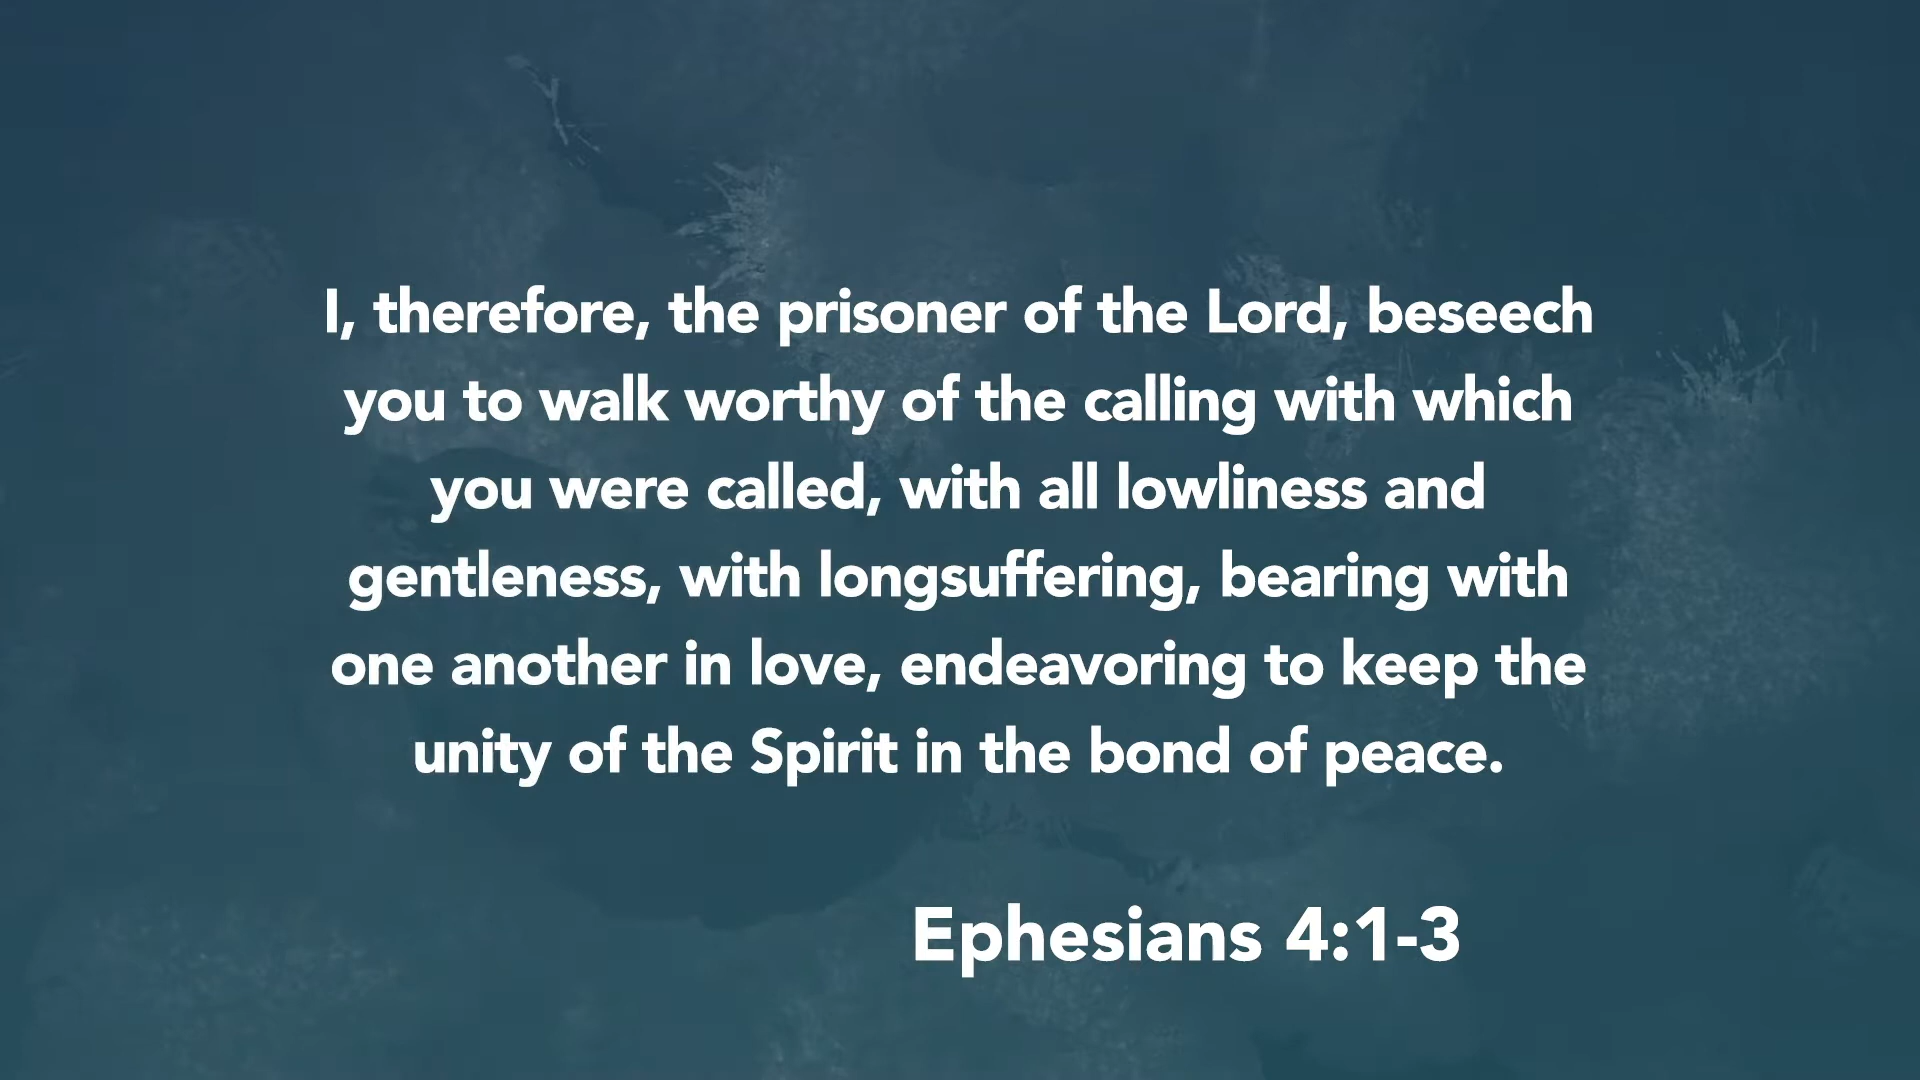 I, therefore, the prisoner of the Lord, beseech
you to walk worthy of the calling with which
you were called, with all lowliness and
gentleness, with longsuffering, bearing with
one another in love, endeavoring to keep the
unity of the Spirit in the bond of peace.
Ephesians 4:1-3